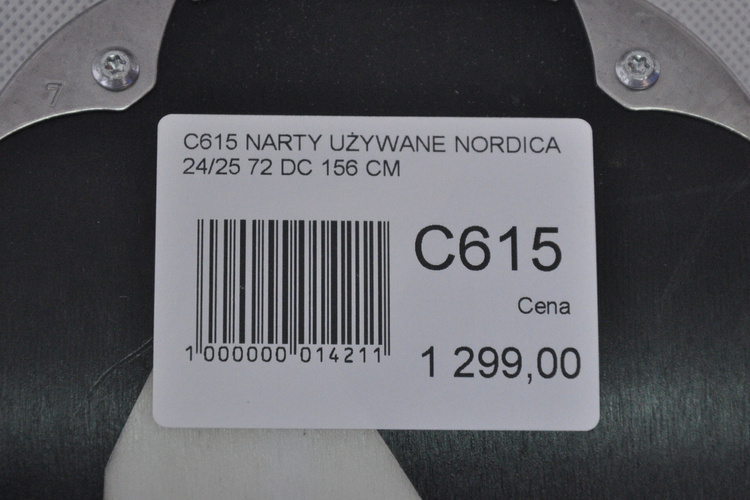 7
C615 NARTY UŻYWANE NORDICA
24/25 72 DC 156 CM
C615
Cena
1 000000 014211
1 299,00